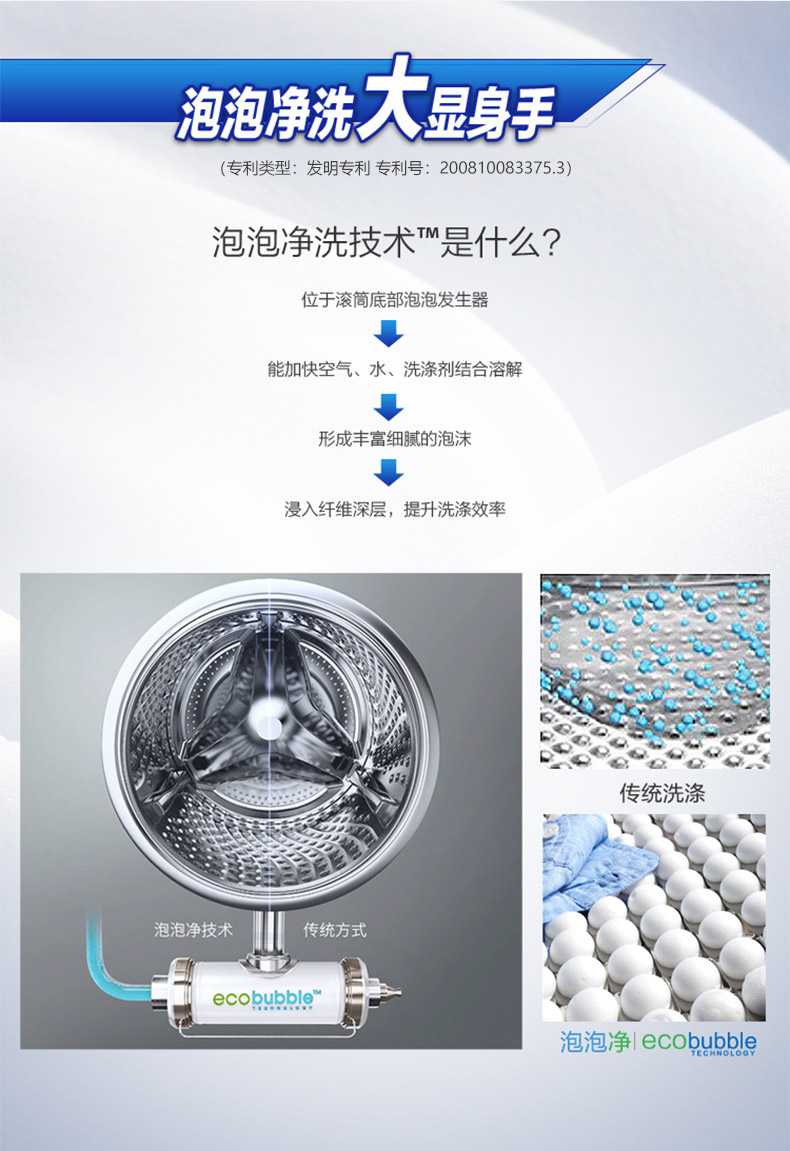 泡泡净洗大显身手
（专利类型：发明专利 专利号：200810083375.3）
泡泡净洗技术™是什么？
位于滚筒底部泡泡发生器
能加快空气、水、洗涤剂结合溶解
形成丰富细腻的泡沫
浸入纤维深层，提升洗涤效率
传统洗涤
泡泡净技术 传统方式
ecobubble™
TECHNOLOGY
泡泡净|ecobubble
TECHNOLOGY